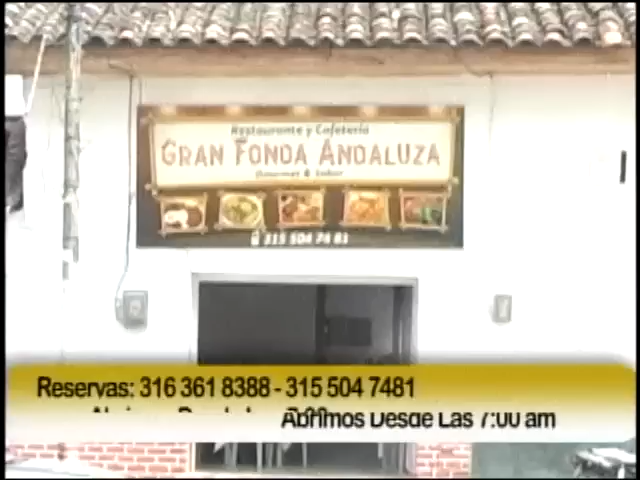 Restaurante y Cafetería
GRAN FONDA ANDALUZA
Gourmet & Sabor
315 504 74 81
Reservas: 316 361 8388 - 315 504 7481
Abrimos Desde Las 7:00 am